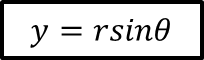 y = rsinθ